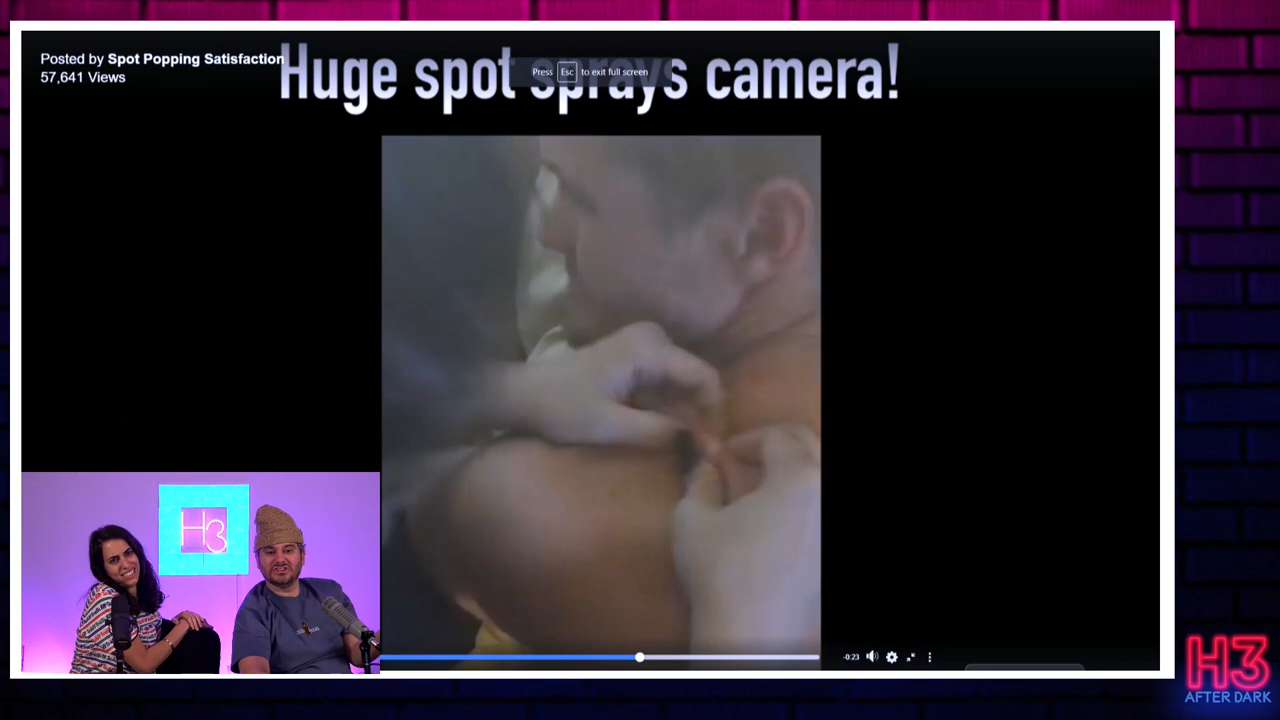 Posted by Spot Popping Satisfaction
57,641 Views
Huge spot sprays camera!
Press Esc to exit full screen
H3
-0:23
H3
AFTER DARK